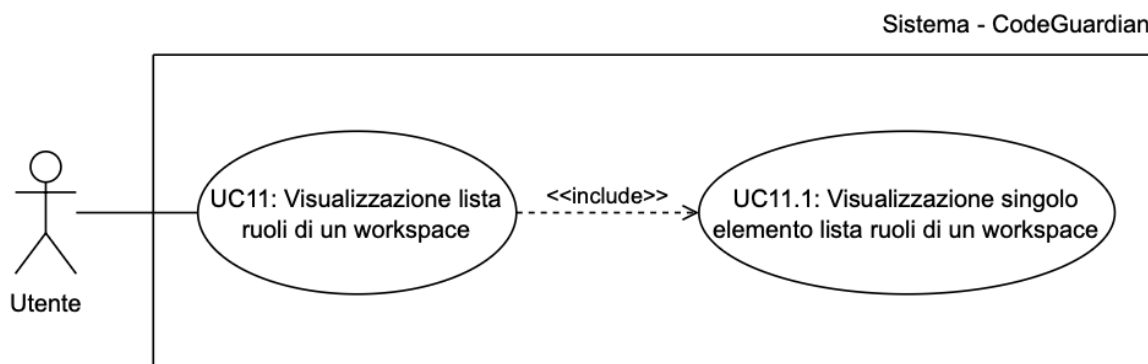 Sistema - CodeGuardian
UC11: Visualizzazione lista
ruoli di un workspace
<<include>>
UC11.1: Visualizzazione singolo
elemento lista ruoli di un workspace
Utente